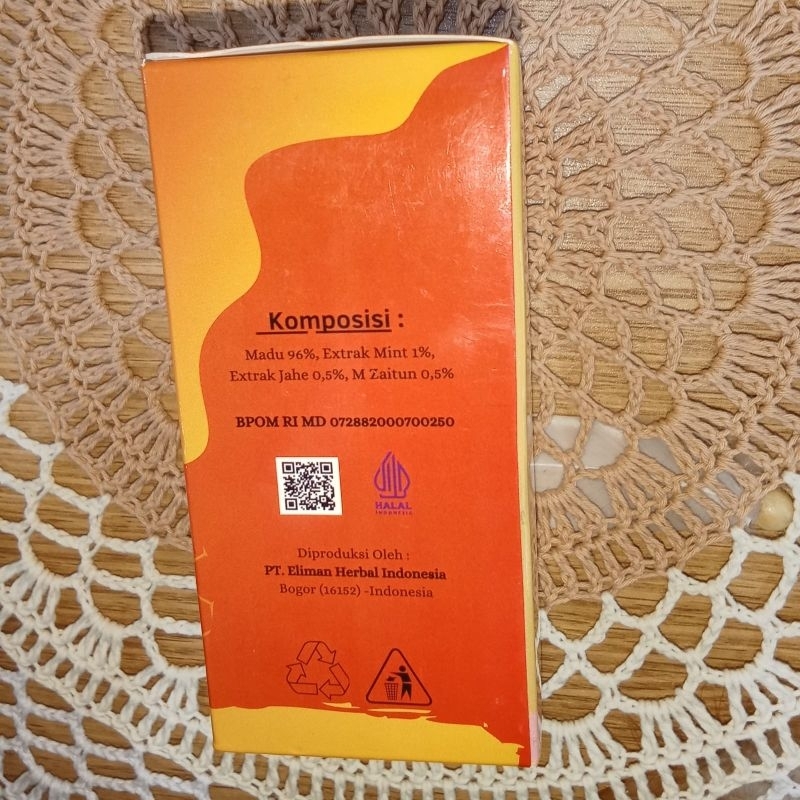 Komposisi :
Madu 96%, Extrak Mint 1%,
Extrak Jahe 0,5%, M Zaitun 0,5%
BPOM RI MD 072882000700250
HALAL
INDONESIA
Diproduksi Oleh :
PT. Eliman Herbal Indonesia
Bogor (16152) -Indonesia